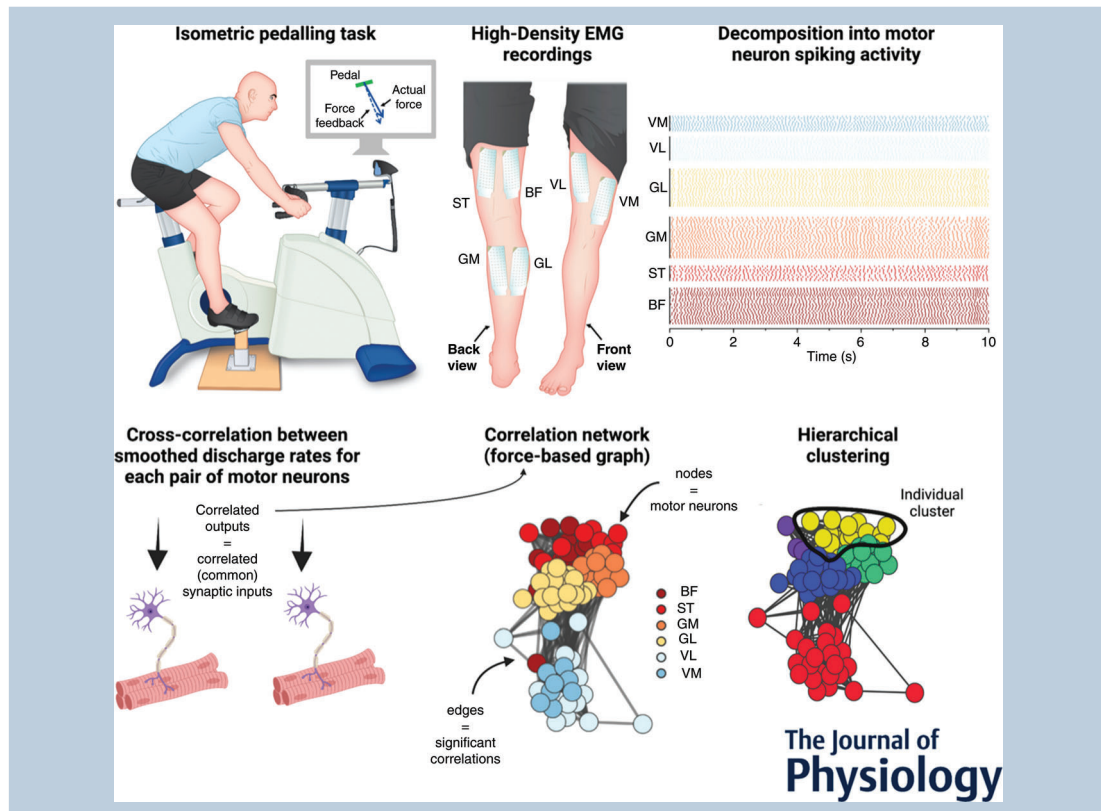 Isometric pedalling task
Pedal
Actual
force
Force
feedback
High-Density EMG
recordings
ST
BF
VL
VM
GM
GL
Back
view
Front
view
Decomposition into motor
neuron spiking activity
VM
VL
GL
GM
ST
BF
0 2 4 6 8 10
Time (s)
Cross-correlation between
smoothed discharge rates for
each pair of motor neurons
Correlated
outputs
=
correlated
(common)
synaptic inputs
Correlation network
(force-based graph)
nodes
=
motor neurons
BF
ST
GM
GL
VL
VM
edges
=
significant
correlations
Hierarchical
clustering
Individual
cluster
The Journal of
Physiology